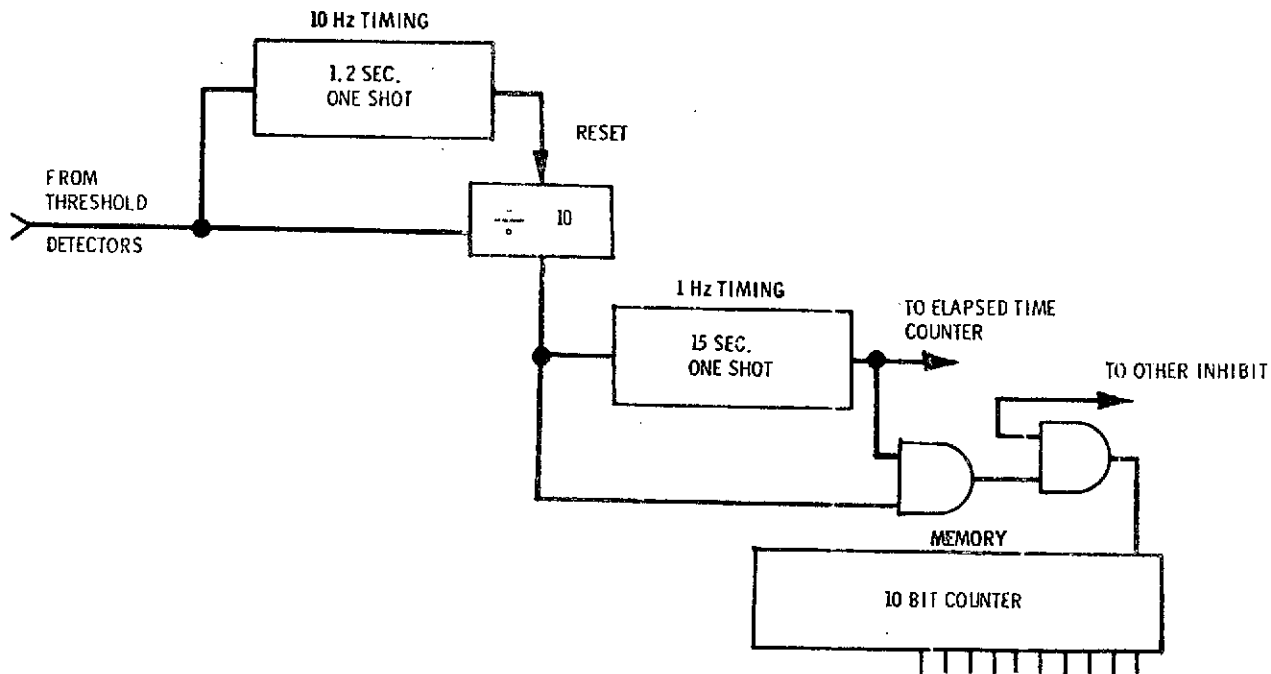 10 Hz TIMING
1.2 SEC.
ONE SHOT
RESET
FROM
THRESHOLD
DETECTORS
÷ 10
1 Hz TIMING
15 SEC.
ONE SHOT
TO ELAPSED TIME
COUNTER
TO OTHER INHIBIT
MEMORY
10 BIT COUNTER